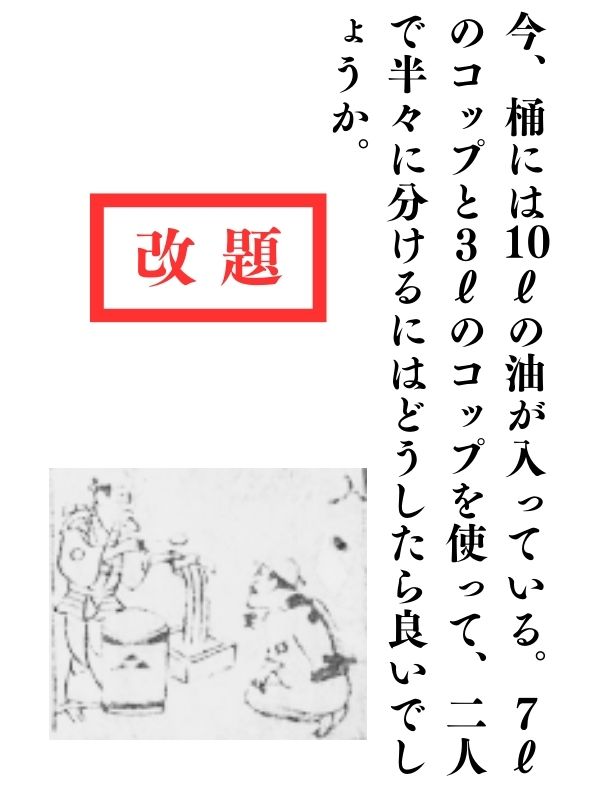 今、桶には10ℓの油が入っている。7ℓ
のコップと3ℓのコップを使って、二人
で半々に分けるにはどうしたら良いでし
ょうか。
改題